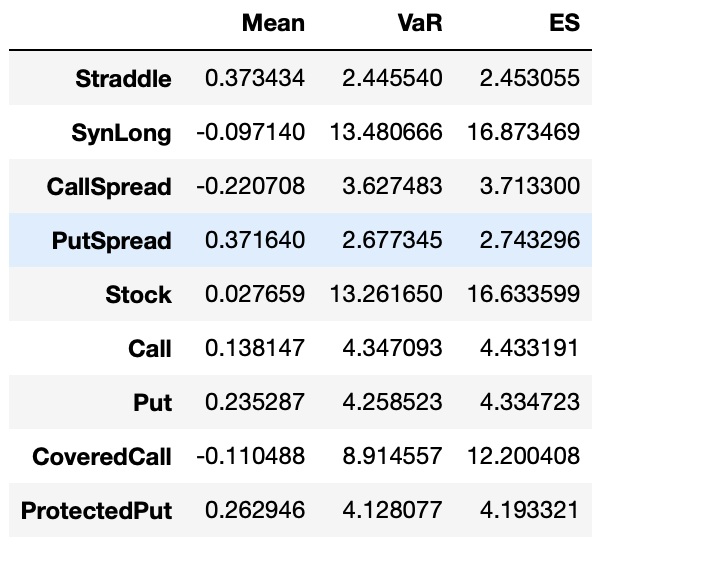 Mean VaR ES
Straddle 0.373434 2.445540 2.453055
SynLong -0.097140 13.480666 16.873469
CallSpread -0.220708 3.627483 3.713300
PutSpread 0.371640 2.677345 2.743296
Stock 0.027659 13.261650 16.633599
Call 0.138147 4.347093 4.433191
Put 0.235287 4.258523 4.334723
CoveredCall -0.110488 8.914557 12.200408
ProtectedPut 0.262946 4.128077 4.193321